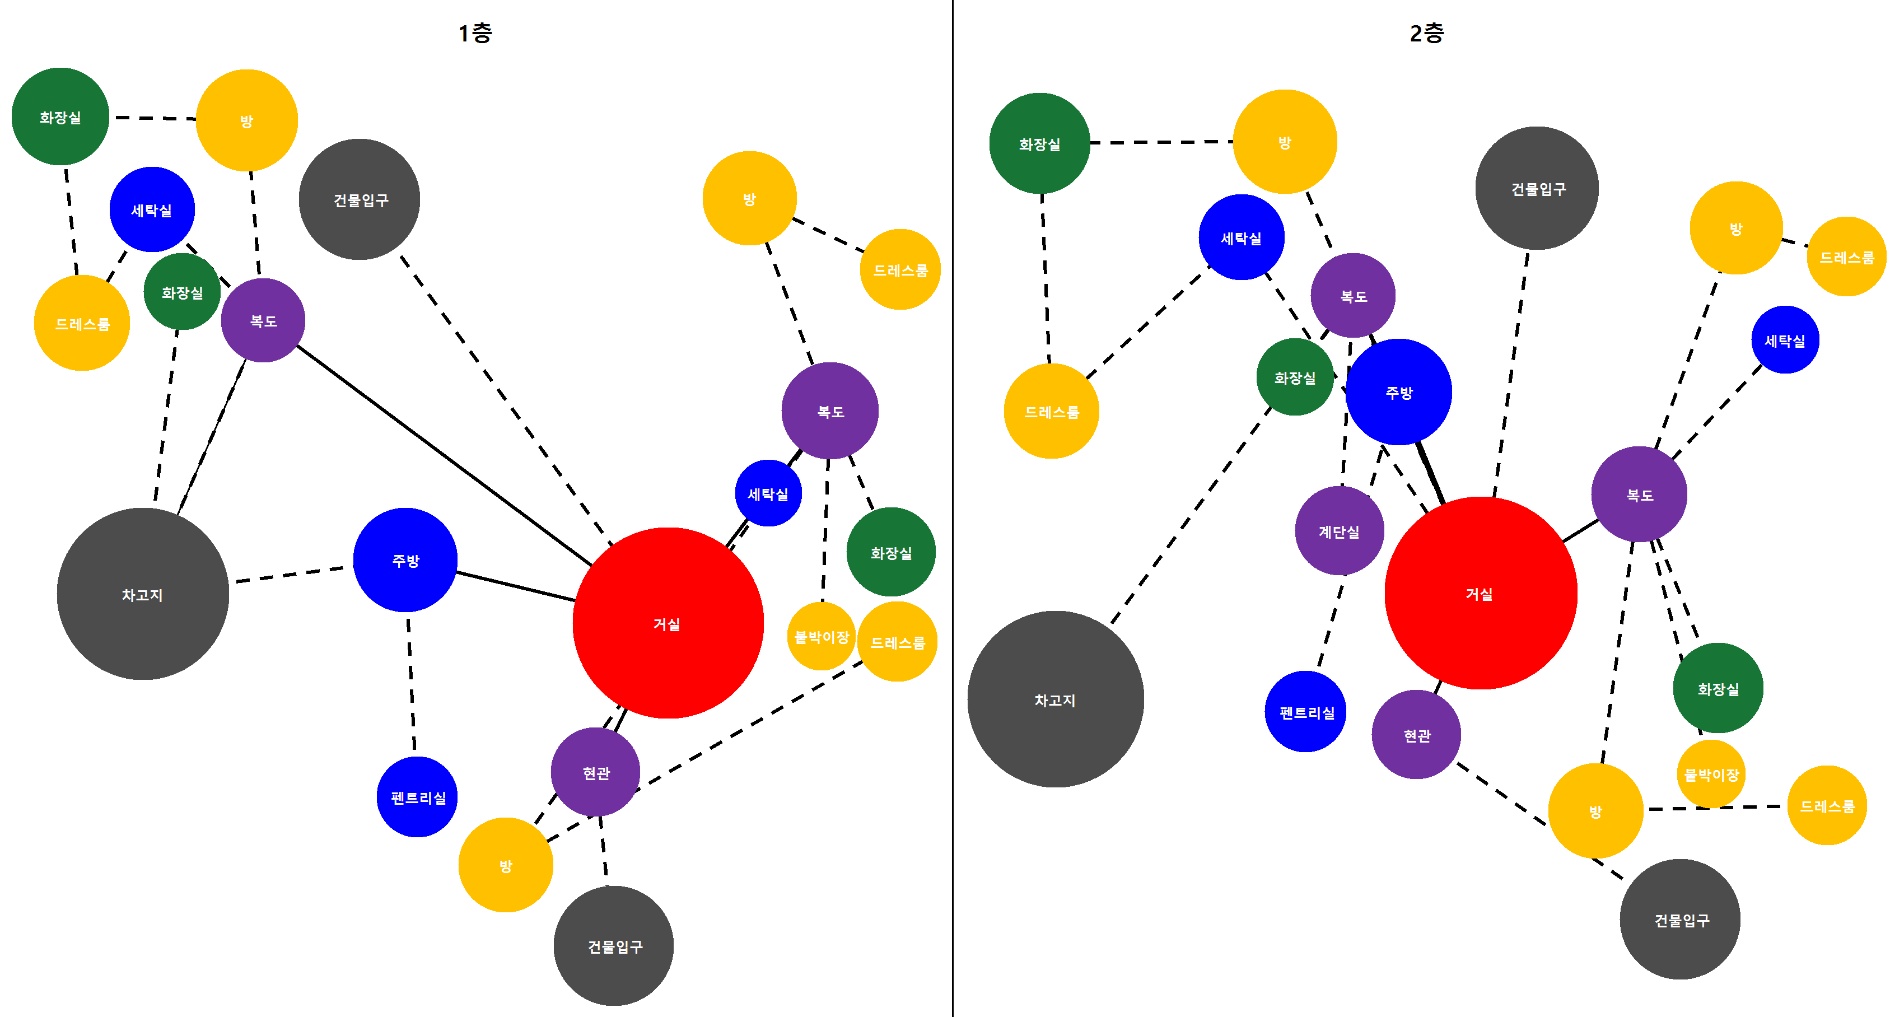 1층
화장실
방
건물입구
세탁실
방
드레스룸
화장실
복도
드레스룸
복도
세탁실
화장실
주방
차고지
거실
붙박이장
드레스룸
현관
펜트리실
방
건물입구
2층
화장실
방
건물입구
세탁실
방
드레스룸
복도
세탁실
화장실
주방
드레스룸
복도
계단실
거실
차고지
화장실
펜트리실
현관
붙박이장
방
드레스룸
건물입구